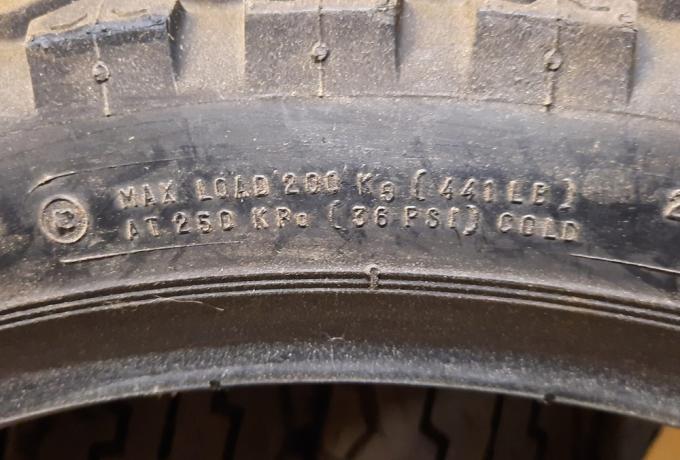 MAX LOAD 200 Kg (441 LB)
AT 250 KPa (36 PSI) COLD